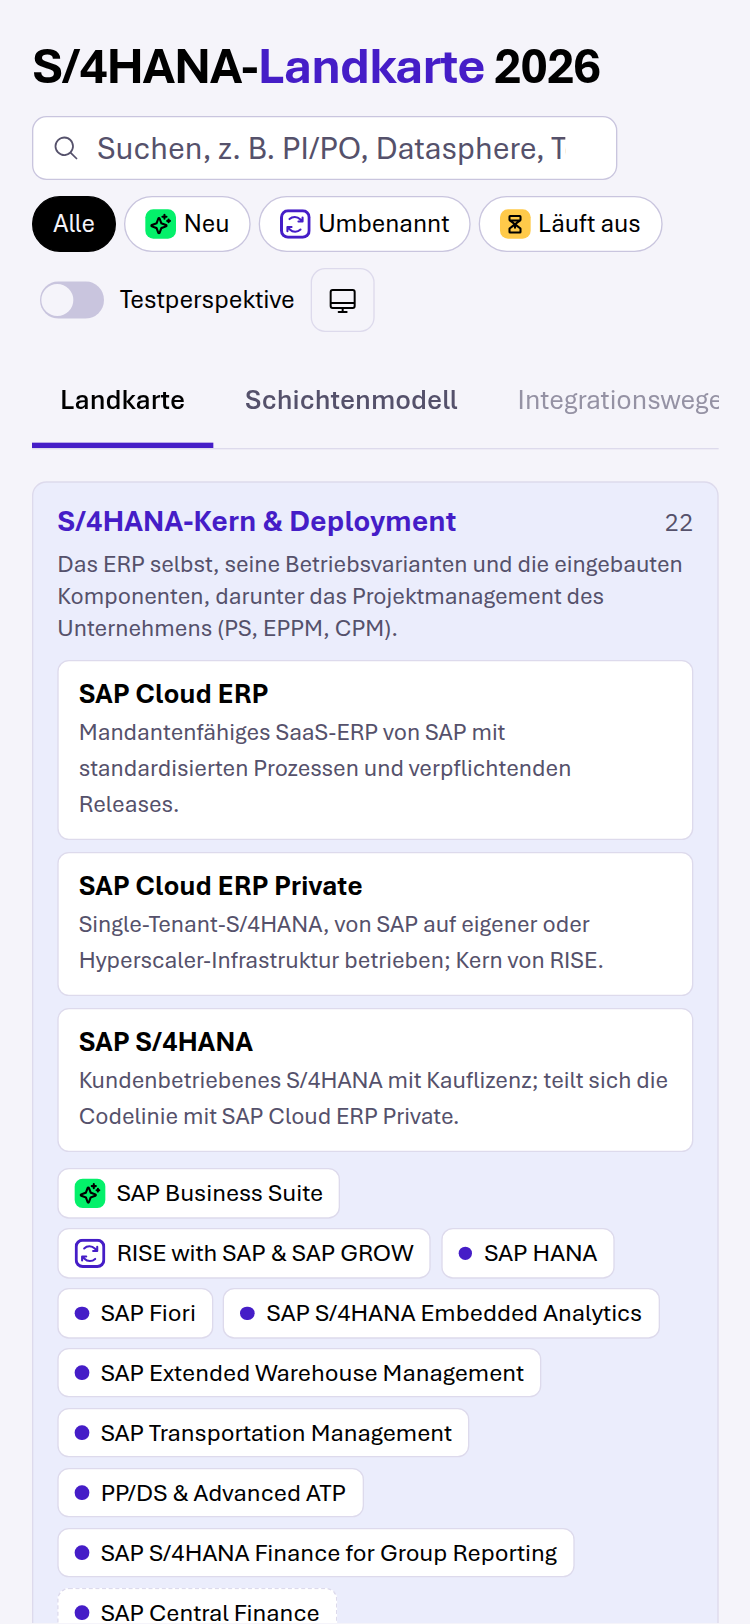 S/4HANA-Landkarte 2026
Suchen, z. B. PI/PO, Datasphere, T
Alle
Neu
Umbenannt
Läuft aus
Testperspektive
Landkarte
Schichtenmodell
Integrationswege
S/4HANA-Kern & Deployment
22
Das ERP selbst, seine Betriebsvarianten und die eingebauten
Komponenten, darunter das Projektmanagement des
Unternehmens (PS, EPPM, CPM).
SAP Cloud ERP
Mandantenfähiges SaaS-ERP von SAP mit
standardisierten Prozessen und verpflichtenden
Releases.
SAP Cloud ERP Private
Single-Tenant-S/4HANA, von SAP auf eigener oder
Hyperscaler-Infrastruktur betrieben; Kern von RISE.
SAP S/4HANA
Kundenbetriebenes S/4HANA mit Kauflizenz; teilt sich die
Codelinie mit SAP Cloud ERP Private.
SAP Business Suite
RISE with SAP & SAP GROW
SAP HANA
SAP Fiori
SAP S/4HANA Embedded Analytics
SAP Extended Warehouse Management
SAP Transportation Management
PP/DS & Advanced ATP
SAP S/4HANA Finance for Group Reporting
SAP Central Finance